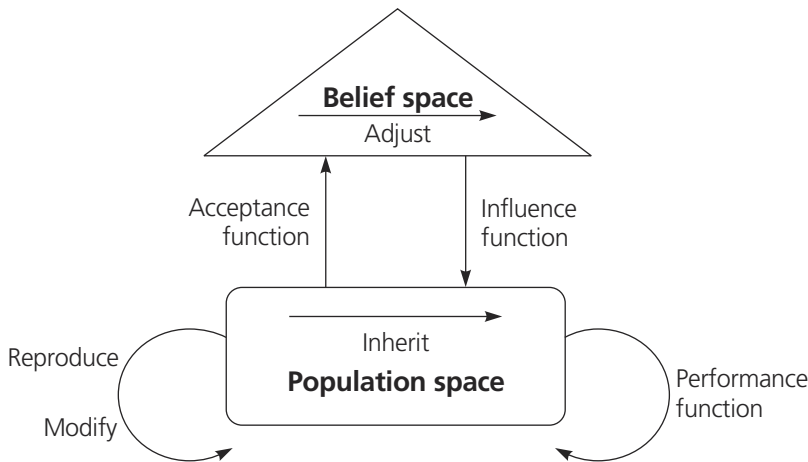 Belief space
Adjust
Acceptance
function
Influence
function
Inherit
Population space
Reproduce
Modify
Performance
function